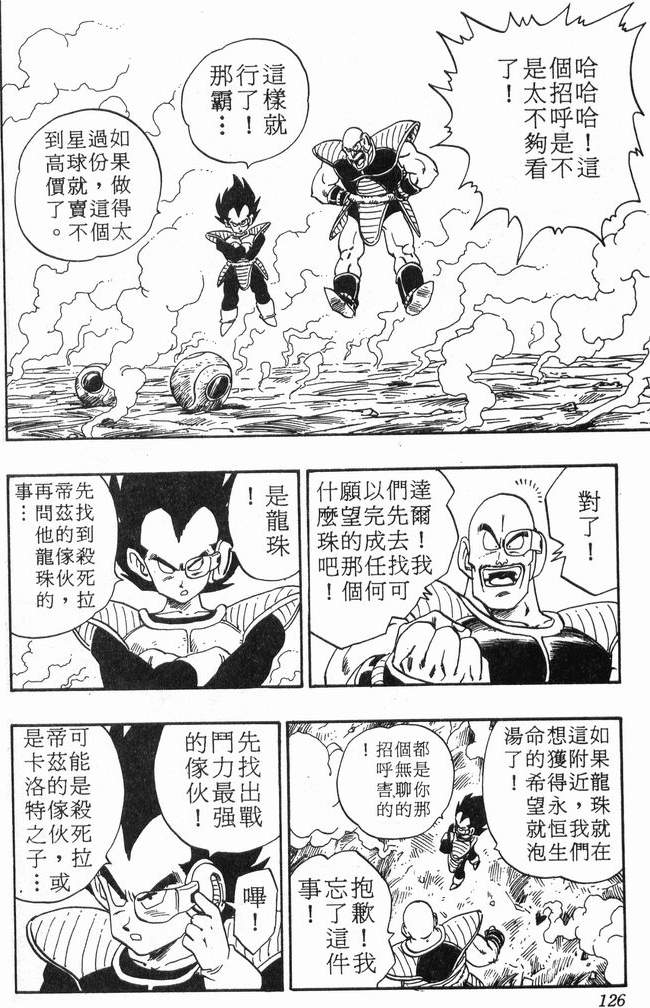 哈哈哈！這
個招呼是不
是太不夠看
了！
這樣就
行了！
那霸…
如果做得太
過份，這個
星球就賣不
到高價了。
對了！
達爾！我
們先去找可
以完成任何
願望的那個
什麼珠吧！
是龍珠
！
先找到殺死拉
蒂茲的傢伙，
再問他龍珠的
事…
如果龍珠就在
這附近，我們
想獲得永恒生
命的希望就泡
湯了！
都是你那
個無聊的
招呼害的
！
抱歉！我
忘了這件
事！
先找出戰
鬥力最强
的傢伙！
嗶！
可能是殺死拉
蒂茲的傢伙，或
是卡洛特之子…
126